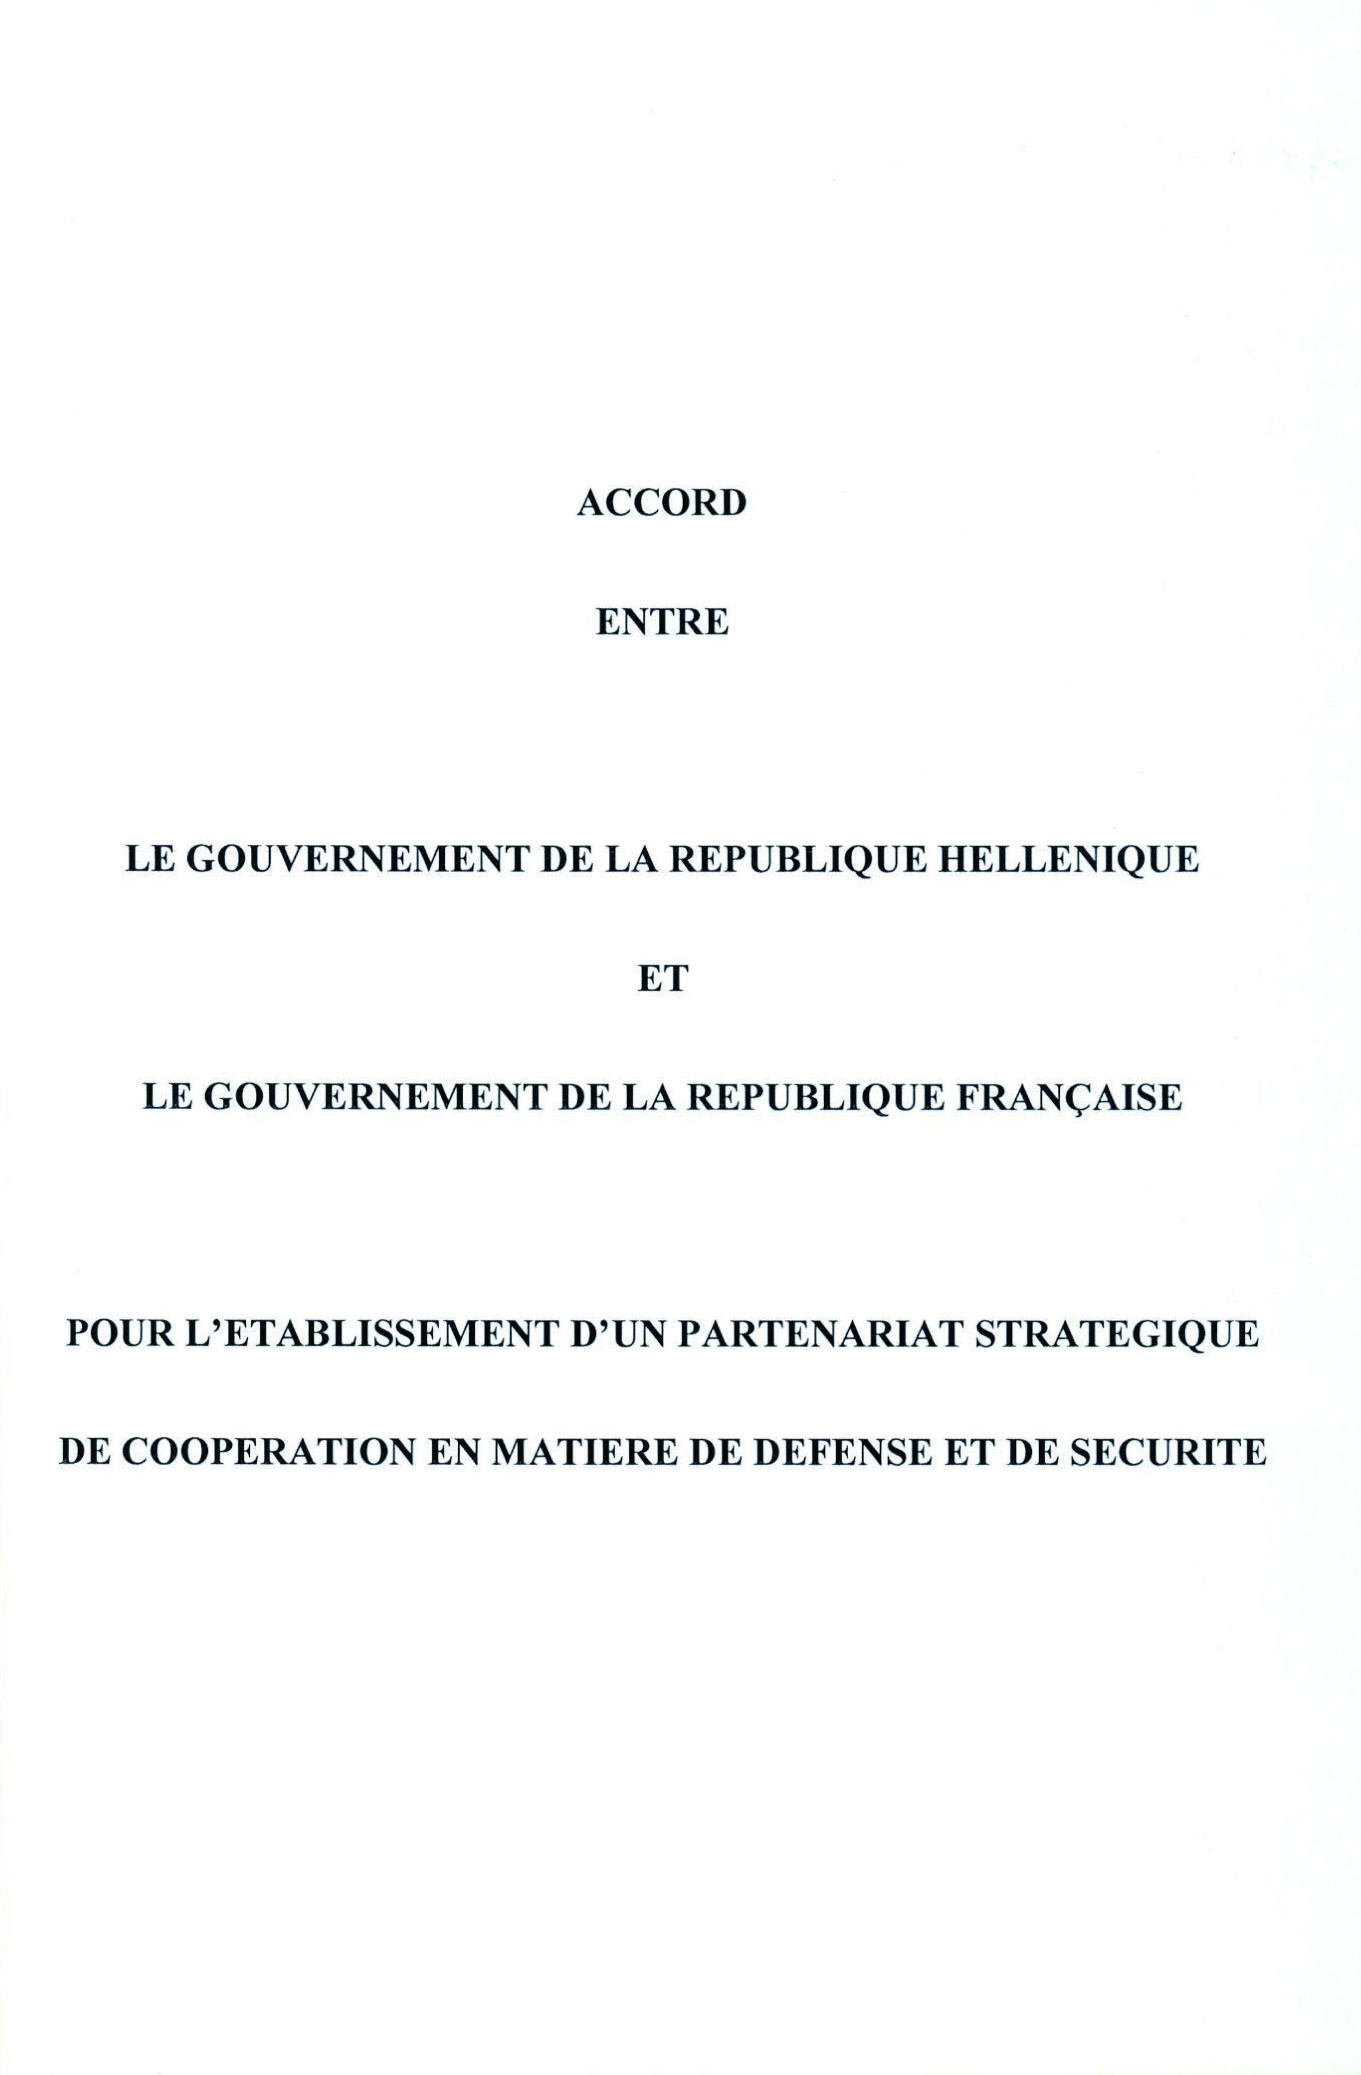 ACCORD
ENTRE
LE GOUVERNEMENT DE LA REPUBLIQUE HELLENIQUE
ET
LE GOUVERNEMENT DE LA REPUBLIQUE FRANÇAISE
POUR L’ETABLISSEMENT D’UN PARTENARIAT STRATEGIQUE
DE COOPERATION EN MATIERE DE DEFENSE ET DE SECURITE